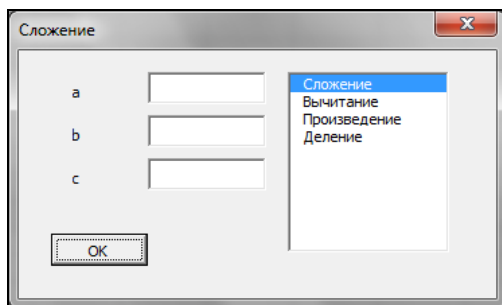 Сложение
a
b
c
Сложение
Вычитание
Произведение
Деление
OK